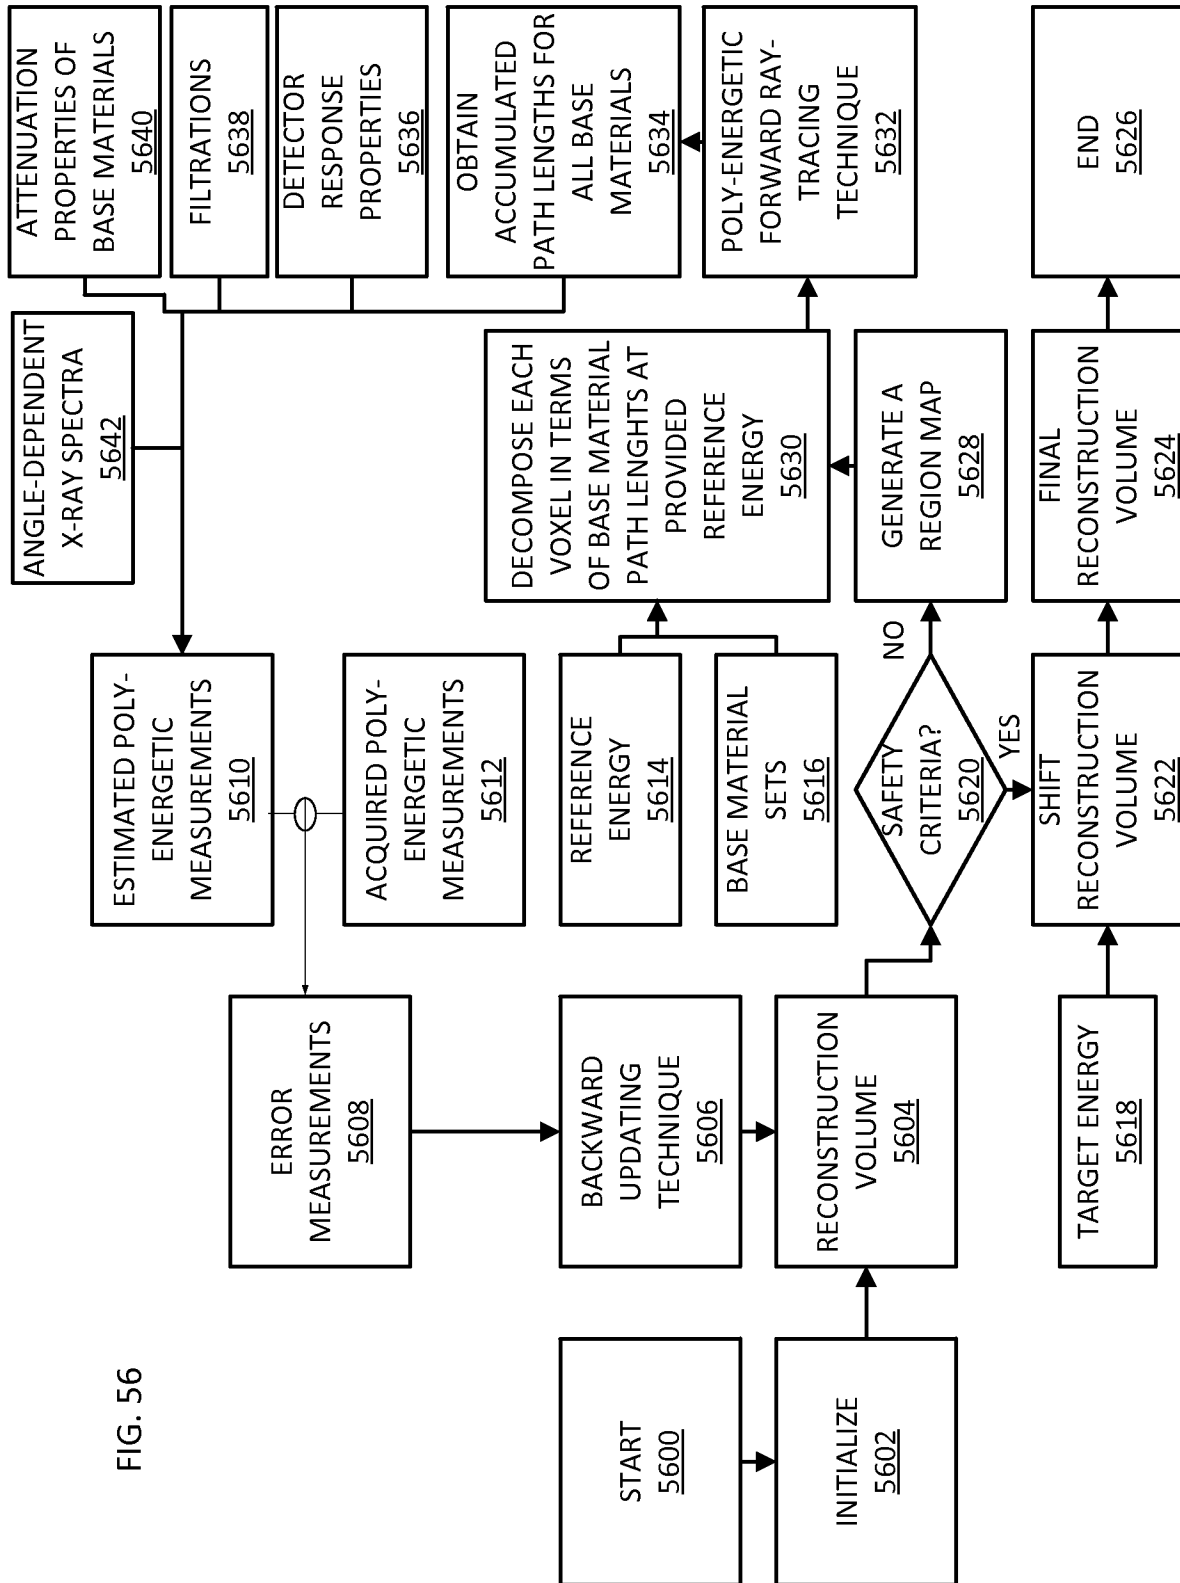 FIG. 56
START
5600
INITIALIZE
5602
ERROR
MEASUREMENTS
5608
BACKWARD
UPDATING
TECHNIQUE
5606
RECONSTRUCTION
VOLUME
5604
TARGET ENERGY
5618
ESTIMATED POLY-
ENERGETIC
MEASUREMENTS
5610
ACQUIRED POLY-
ENERGETIC
MEASUREMENTS
5612
REFERENCE
ENERGY
5614
BASE MATERIAL
SETS
5616
SAFETY
CRITERIA?
5620
NO
YES
SHIFT
RECONSTRUCTION
VOLUME
5622
ANGLE-DEPENDENT
X-RAY SPECTRA
5642
DECOMPOSE EACH
VOXEL IN TERMS
OF BASE MATERIAL
PATH LENGHTS AT
PROVIDED
REFERENCE
ENERGY
5630
GENERATE A
REGION MAP
5628
FINAL
RECONSTRUCTION
VOLUME
5624
ATTENUATION
PROPERTIES OF
BASE MATERIALS
5640
FILTRATIONS
5638
DETECTOR
RESPONSE
PROPERTIES
5636
OBTAIN
ACCUMULATED
PATH LENGTHS FOR
ALL BASE
MATERIALS
5634
POLY-ENERGETIC
FORWARD RAY-
TRACING
TECHNIQUE
5632
END
5626